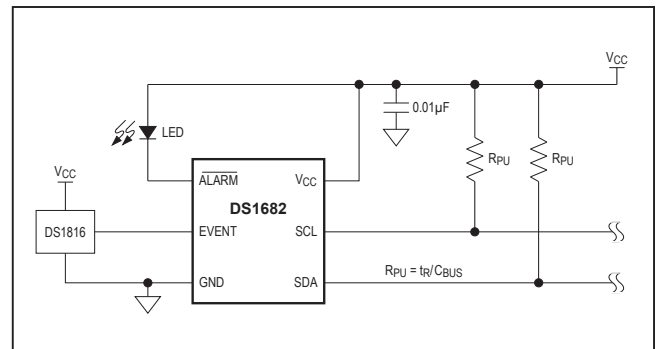 VCC
0.01µF
LED
RPU
RPU
VCC
ALARM
VCC
DS1682
DS1816
EVENT
SCL
RPU = tR/CBUS
GND
SDA